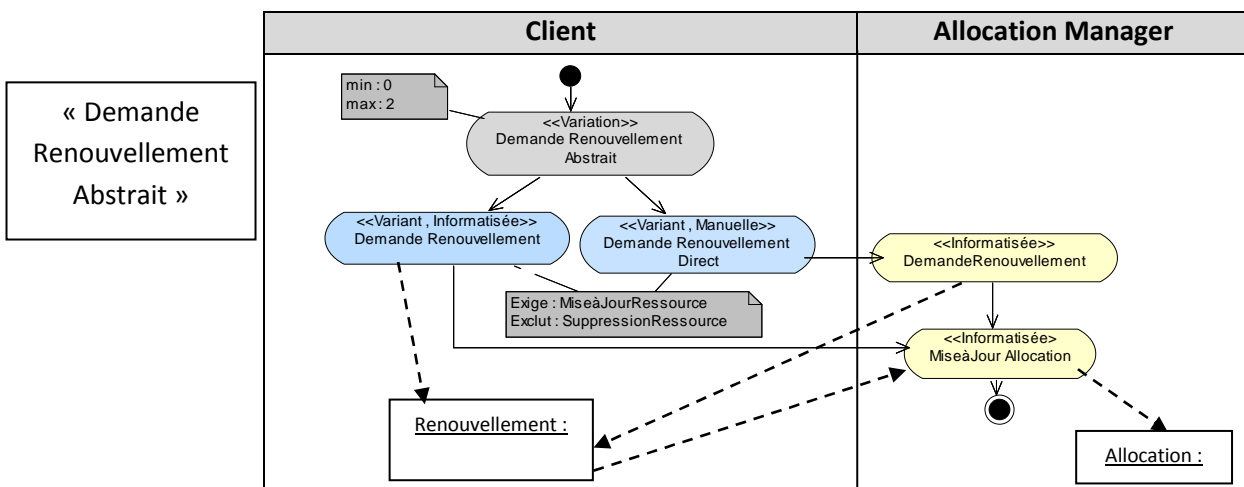 Client
Allocation Manager
« Demande
Renouvellement
Abstrait »
min : 0
max : 2
<<Variation>>
Demande Renouvellement
Abstrait
<<Variant , Informatisée>>
Demande Renouvellement
<<Variant , Manuelle>>
Demande Renouvellement
Direct
<<Informatisée>>
DemandeRenouvellement
Exige : MiseàJourRessource
Exclut : SuppressionRessource
<<Informatisée>
MiseàJour Allocation
Renouvellement :
Allocation :